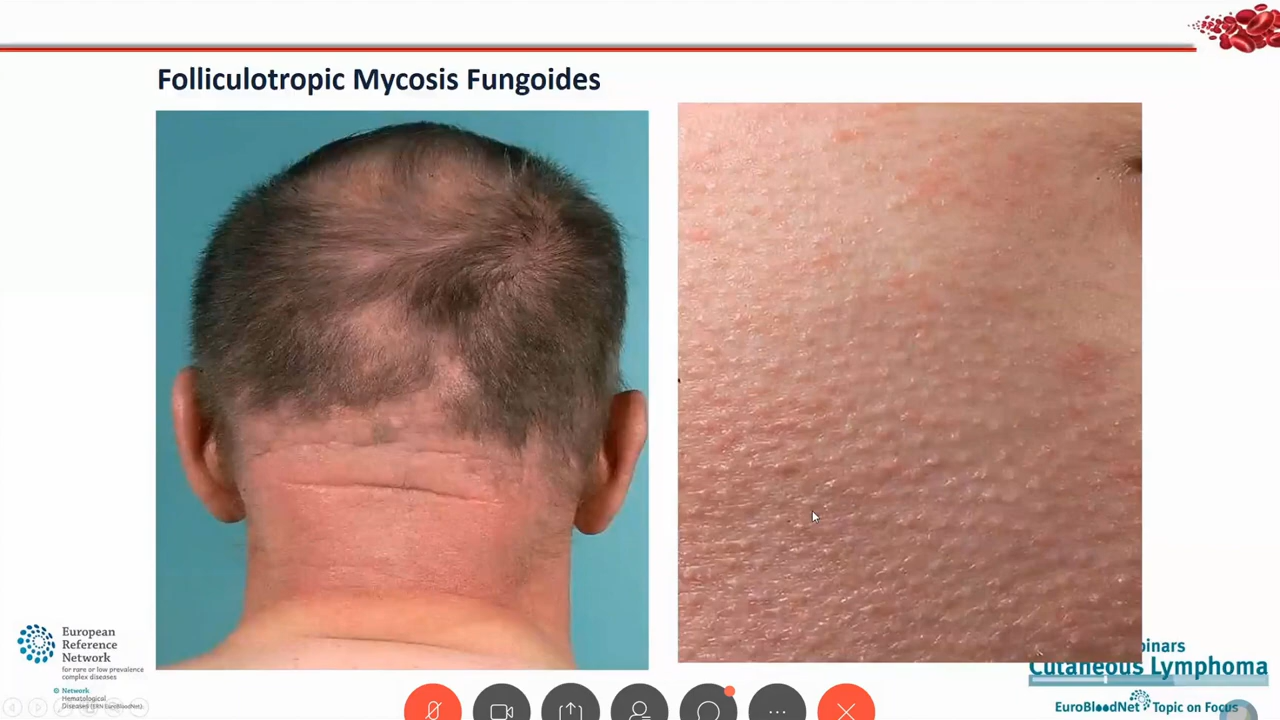 Folliculotropic Mycosis Fungoides
European
Reference
Network
for rare or low prevalence
complex diseases
Network
Hematological
Diseases (ERN EuroBloodNet)
inars
Cutaneous Lymphoma
EuroBloodNet Topic on Focus